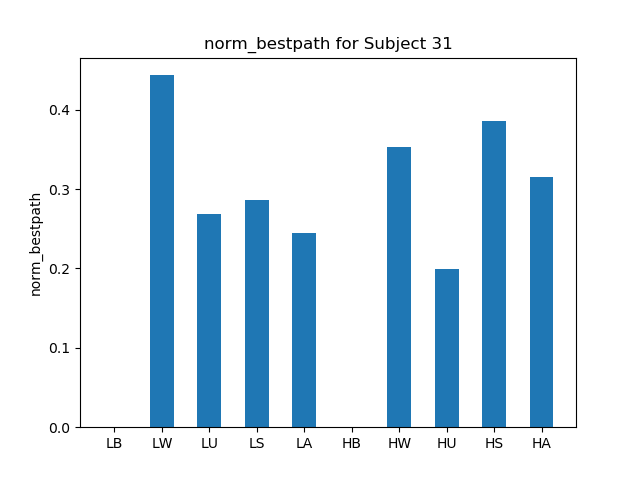 norm_bestpath for Subject 31
norm_bestpath
0.4
0.3
0.2
0.1
0.0
LB LW LU LS LA HB HW HU HS HA